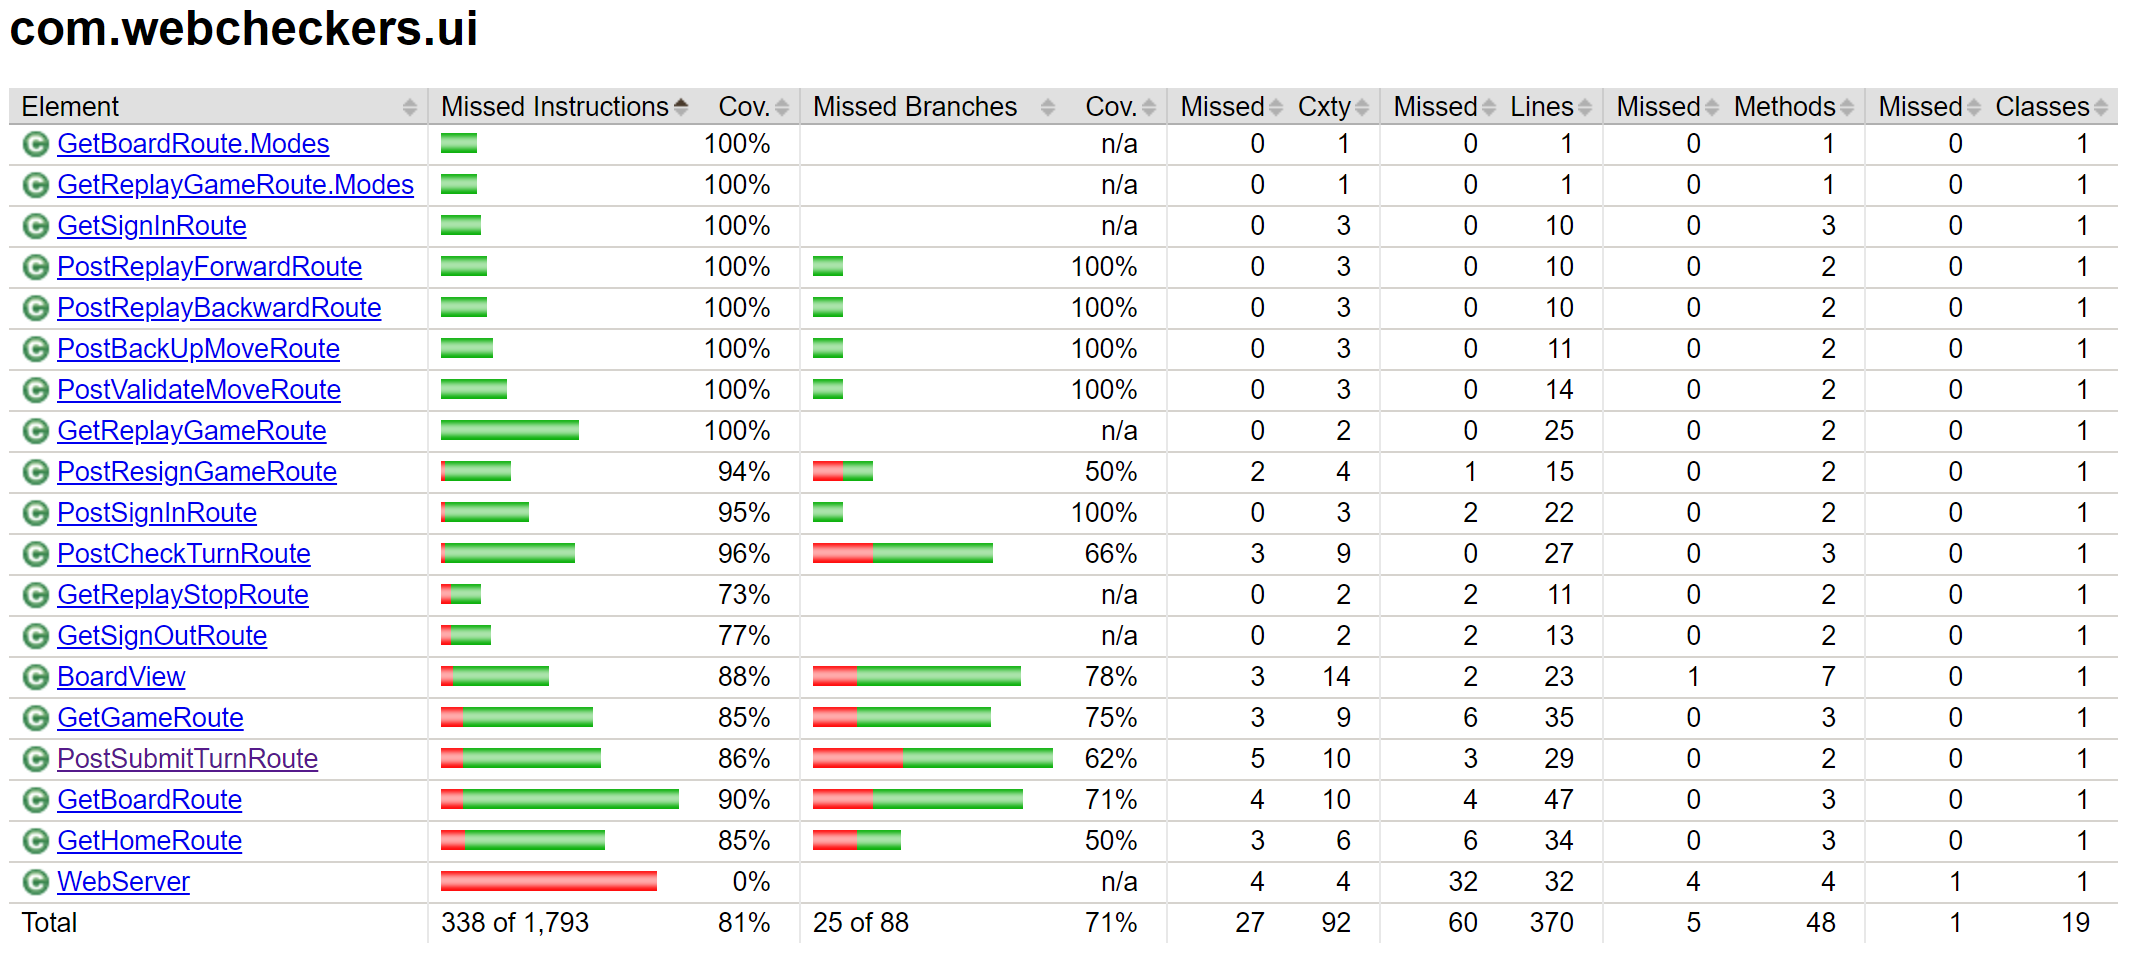 com.webcheckers.ui
Element Missed Instructions Cov. Missed Branches Cov. Missed Cxty Missed Lines Missed Methods Missed Classes
GetBoardRoute.Modes 100% n/a 0 1 0 1 0 1 0 1
GetReplayGameRoute.Modes 100% n/a 0 1 0 1 0 1 0 1
GetSignInRoute 100% n/a 0 3 0 10 0 3 0 1
PostReplayForwardRoute 100% 100% 0 3 0 10 0 2 0 1
PostReplayBackwardRoute 100% 100% 0 3 0 10 0 2 0 1
PostBackUpMoveRoute 100% 100% 0 3 0 11 0 2 0 1
PostValidateMoveRoute 100% 100% 0 3 0 14 0 2 0 1
GetReplayGameRoute 100% n/a 0 2 0 25 0 2 0 1
PostResignGameRoute 94% 50% 2 4 1 15 0 2 0 1
PostSignInRoute 95% 100% 0 3 2 22 0 2 0 1
PostCheckTurnRoute 96% 66% 3 9 0 27 0 3 0 1
GetReplayStopRoute 73% n/a 0 2 2 11 0 2 0 1
GetSignOutRoute 77% n/a 0 2 2 13 0 2 0 1
BoardView 88% 78% 3 14 2 23 1 7 0 1
GetGameRoute 85% 75% 3 9 6 35 0 3 0 1
PostSubmitTurnRoute 86% 62% 5 10 3 29 0 2 0 1
GetBoardRoute 90% 71% 4 10 4 47 0 3 0 1
GetHomeRoute 85% 50% 3 6 6 34 0 3 0 1
WebServer 0% n/a 4 4 32 32 4 4 1 1
Total 338 of 1,793 81% 25 of 88 71% 27 92 60 370 5 48 1 19